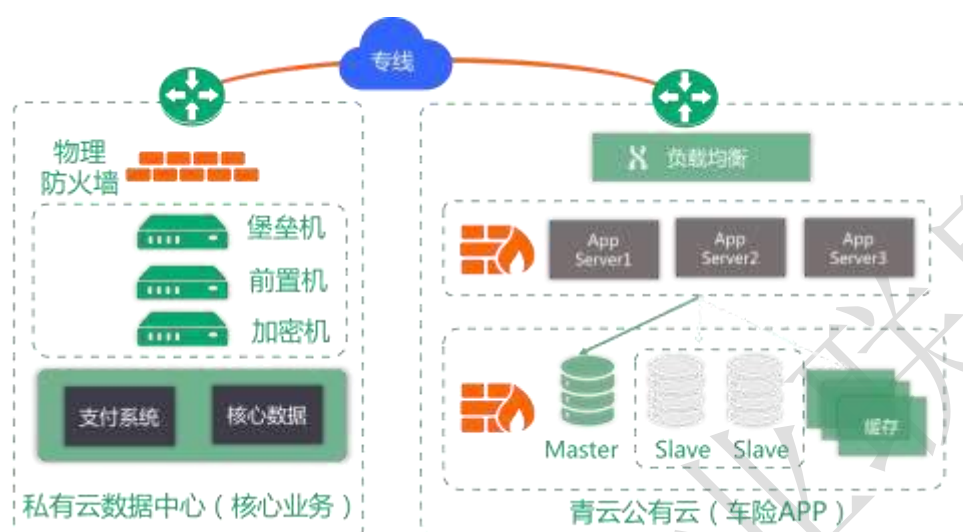 专线
物理
防火墙
堡垒机
前置机
加密机
支付系统
核心数据
私有云数据中心（核心业务）
负载均衡
App
Server1
App
Server2
App
Server3
Master
Slave
Slave
缓存
青云公有云（车险APP）